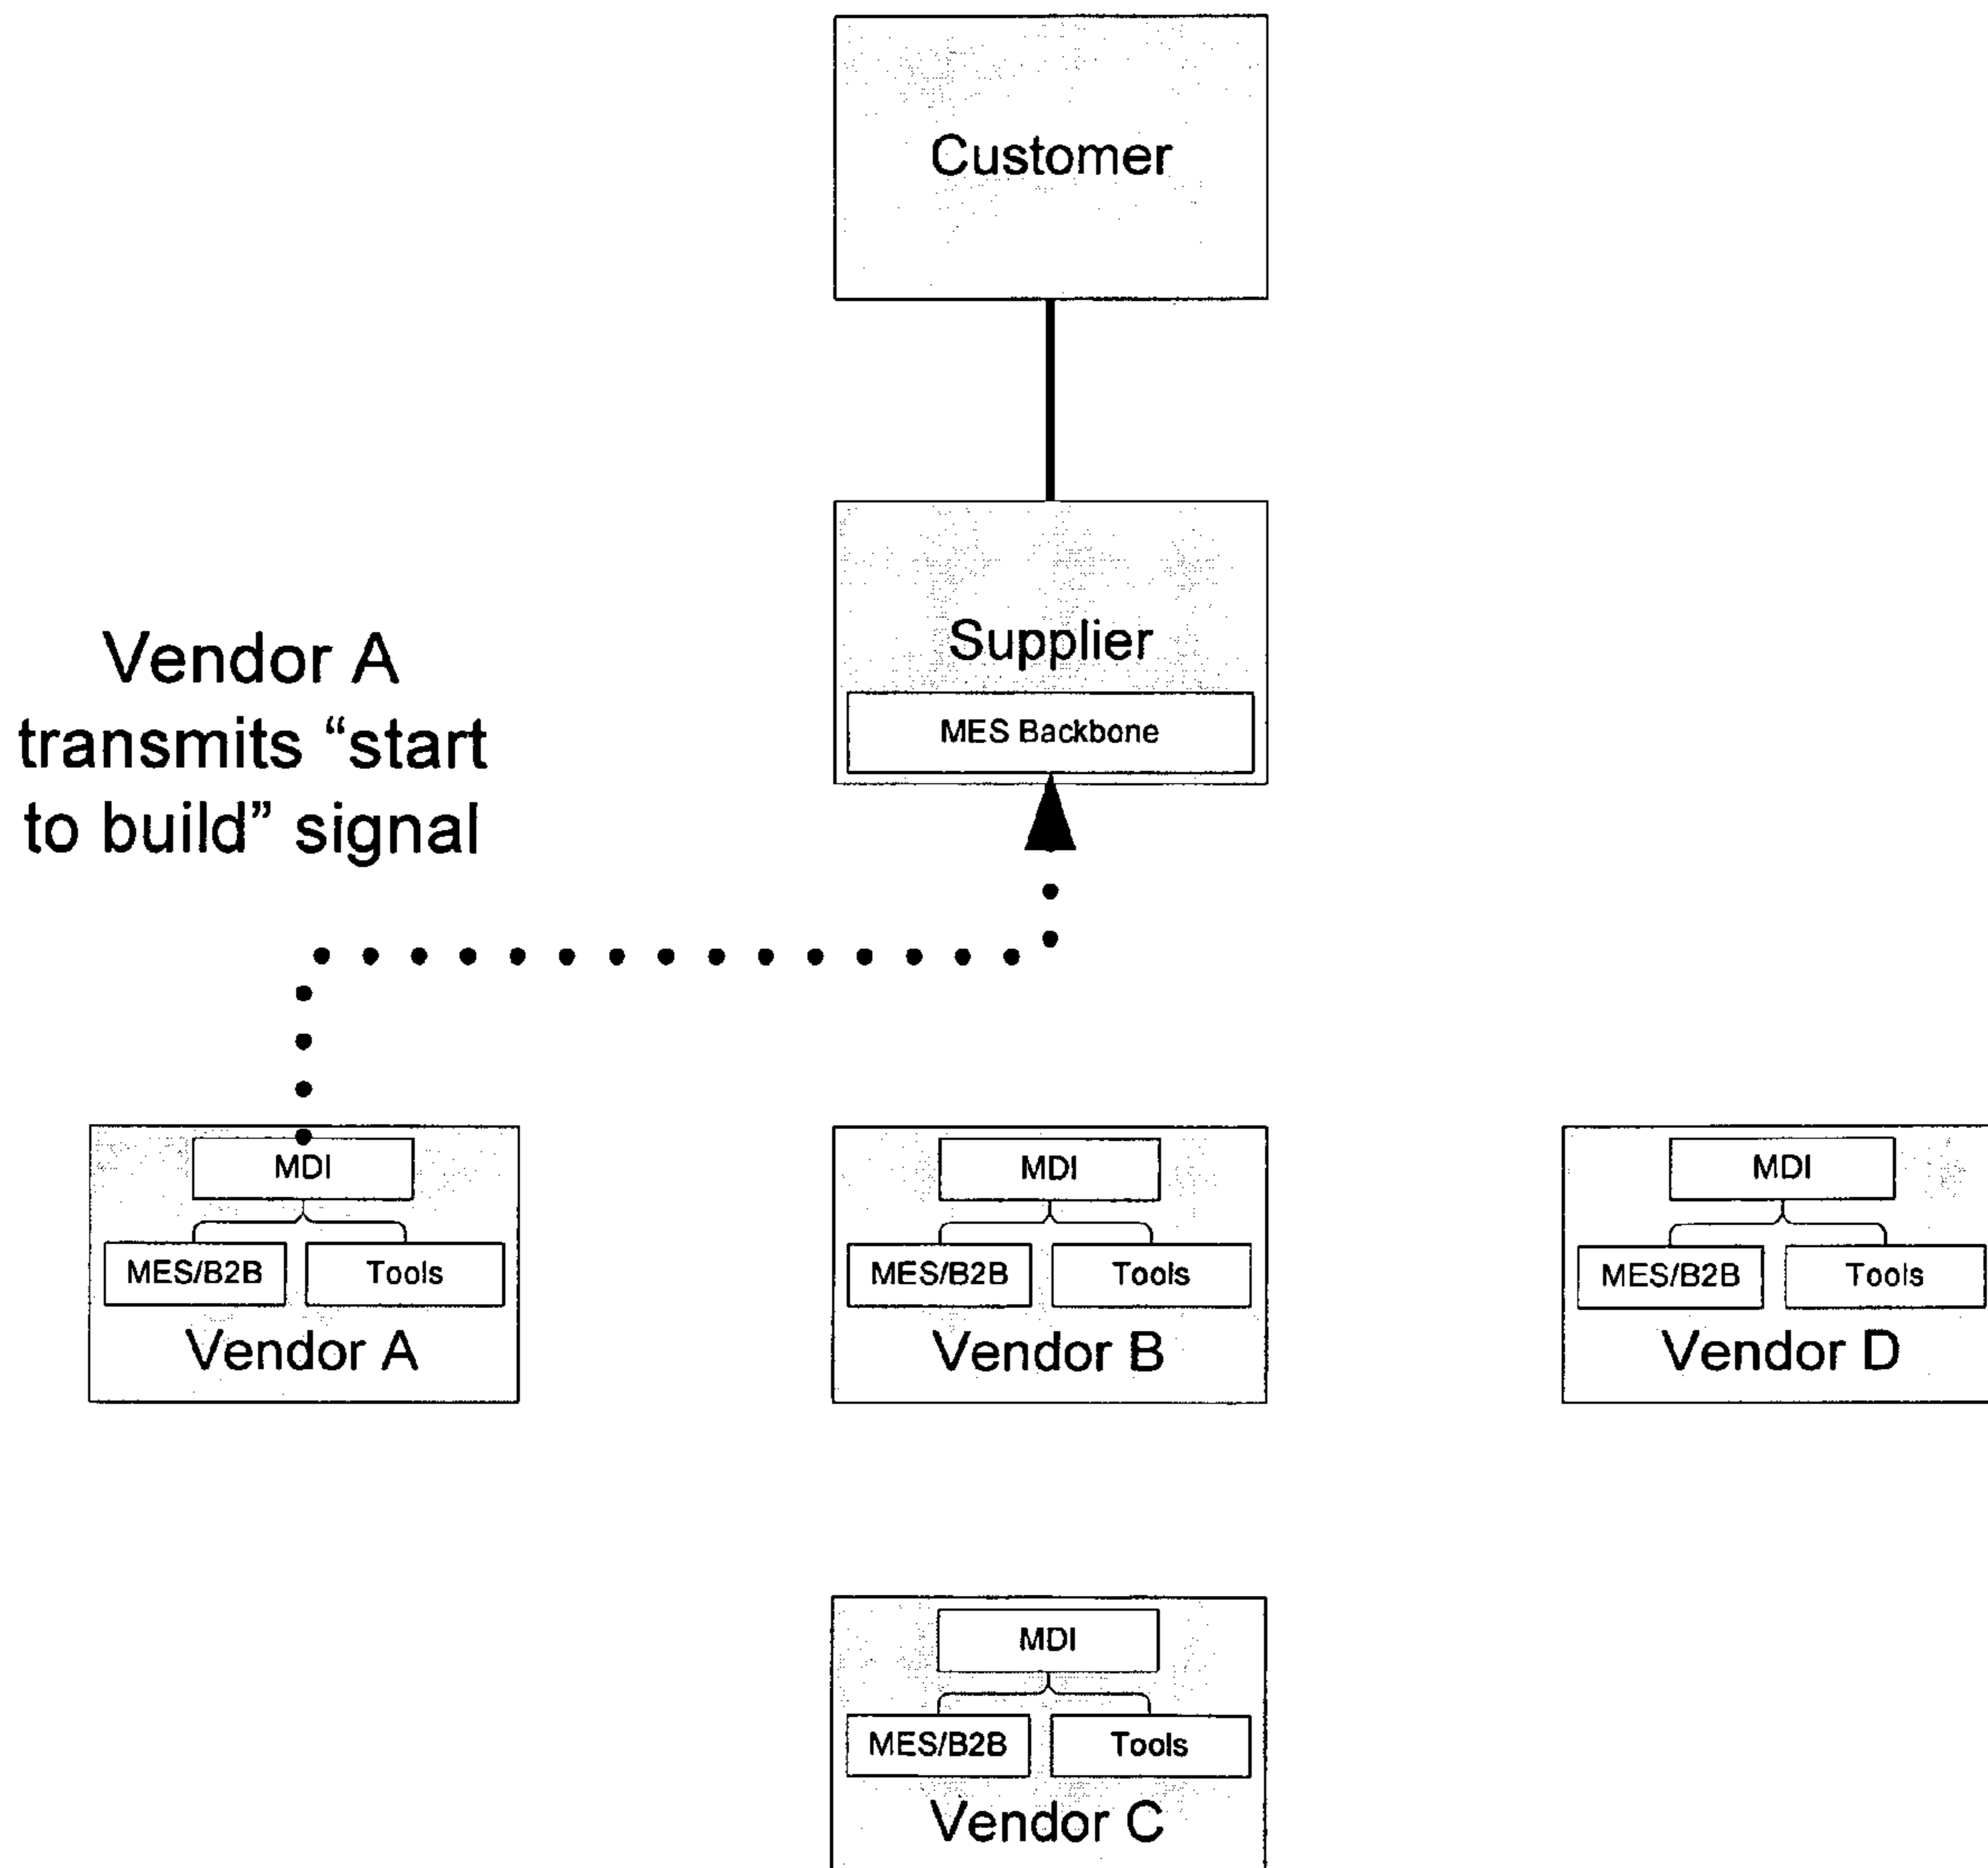 Customer
Supplier
MES Backbone
Vendor A
transmits “start
to build” signal
MDI
MES/B2B
Tools
Vendor A
MDI
MES/B2B
Tools
Vendor B
MDI
MES/B2B
Tools
Vendor D
MDI
MES/B2B
Tools
Vendor C